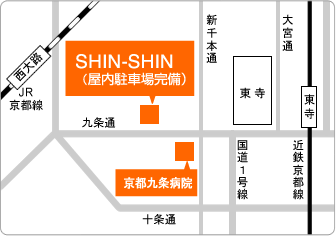 SHIN-SHIN
（屋内駐車場完備）
新千本通
大宮通
西大路
JR
京都線
東寺
東寺
九条通
京都九条病院
国道１号線
近鉄京都線
十条通